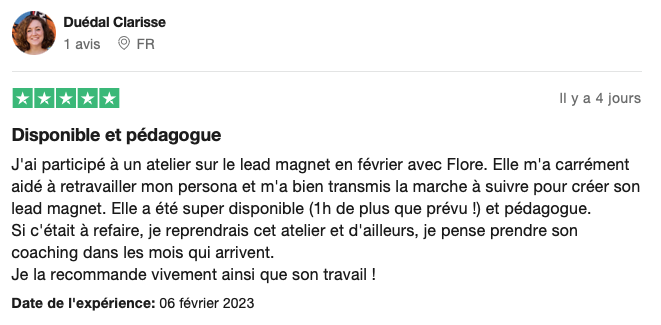 Duédal Clarisse
1 avis FR
Il y a 4 jours
Disponible et pédagogue
J'ai participé à un atelier sur le lead magnet en février avec Flore. Elle m'a carrément
aidé à retravailler mon persona et m'a bien transmis la marche à suivre pour créer son
lead magnet. Elle a été super disponible (1h de plus que prévu !) et pédagogue.
Si c'était à refaire, je reprendrais cet atelier et d'ailleurs, je pense prendre son
coaching dans les mois qui arrivent.
Je la recommande vivement ainsi que son travail !
Date de l'expérience: 06 février 2023